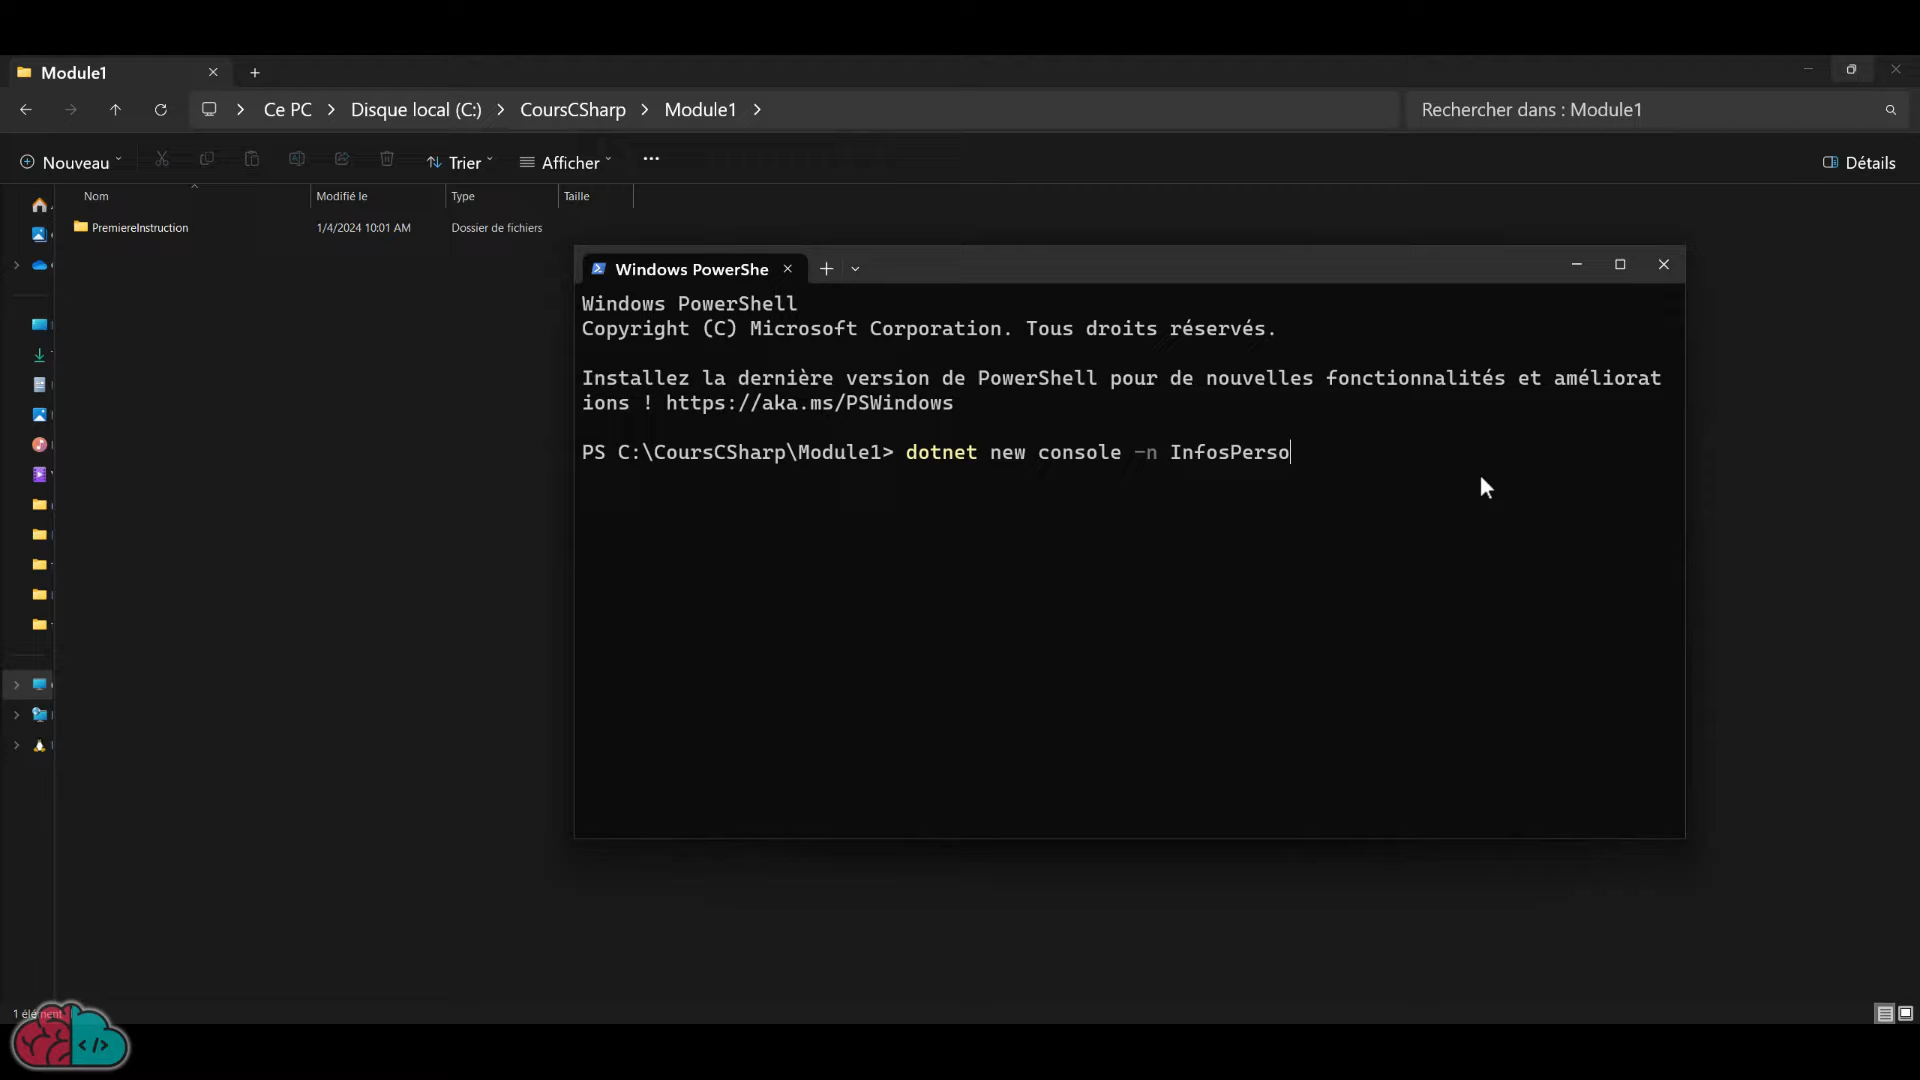 Module1
Ce PC > Disque local (C:) > CoursCSharp > Module1 >
Rechercher dans : Module1
Nouveau
Trier
Afficher
...
Détails
Nom
Modifié le
Type
Taille
PremiereInstruction
1/4/2024 10:01 AM
Dossier de fichiers
Windows PowerShe
Windows PowerShell
Copyright (C) Microsoft Corporation. Tous droits réservés.
Installez la dernière version de PowerShell pour de nouvelles fonctionnalités et améliorat
ions ! https://aka.ms/PSWindows
PS C:\CoursCSharp\Module1> dotnet new console -n InfosPerso
1 élément
</>